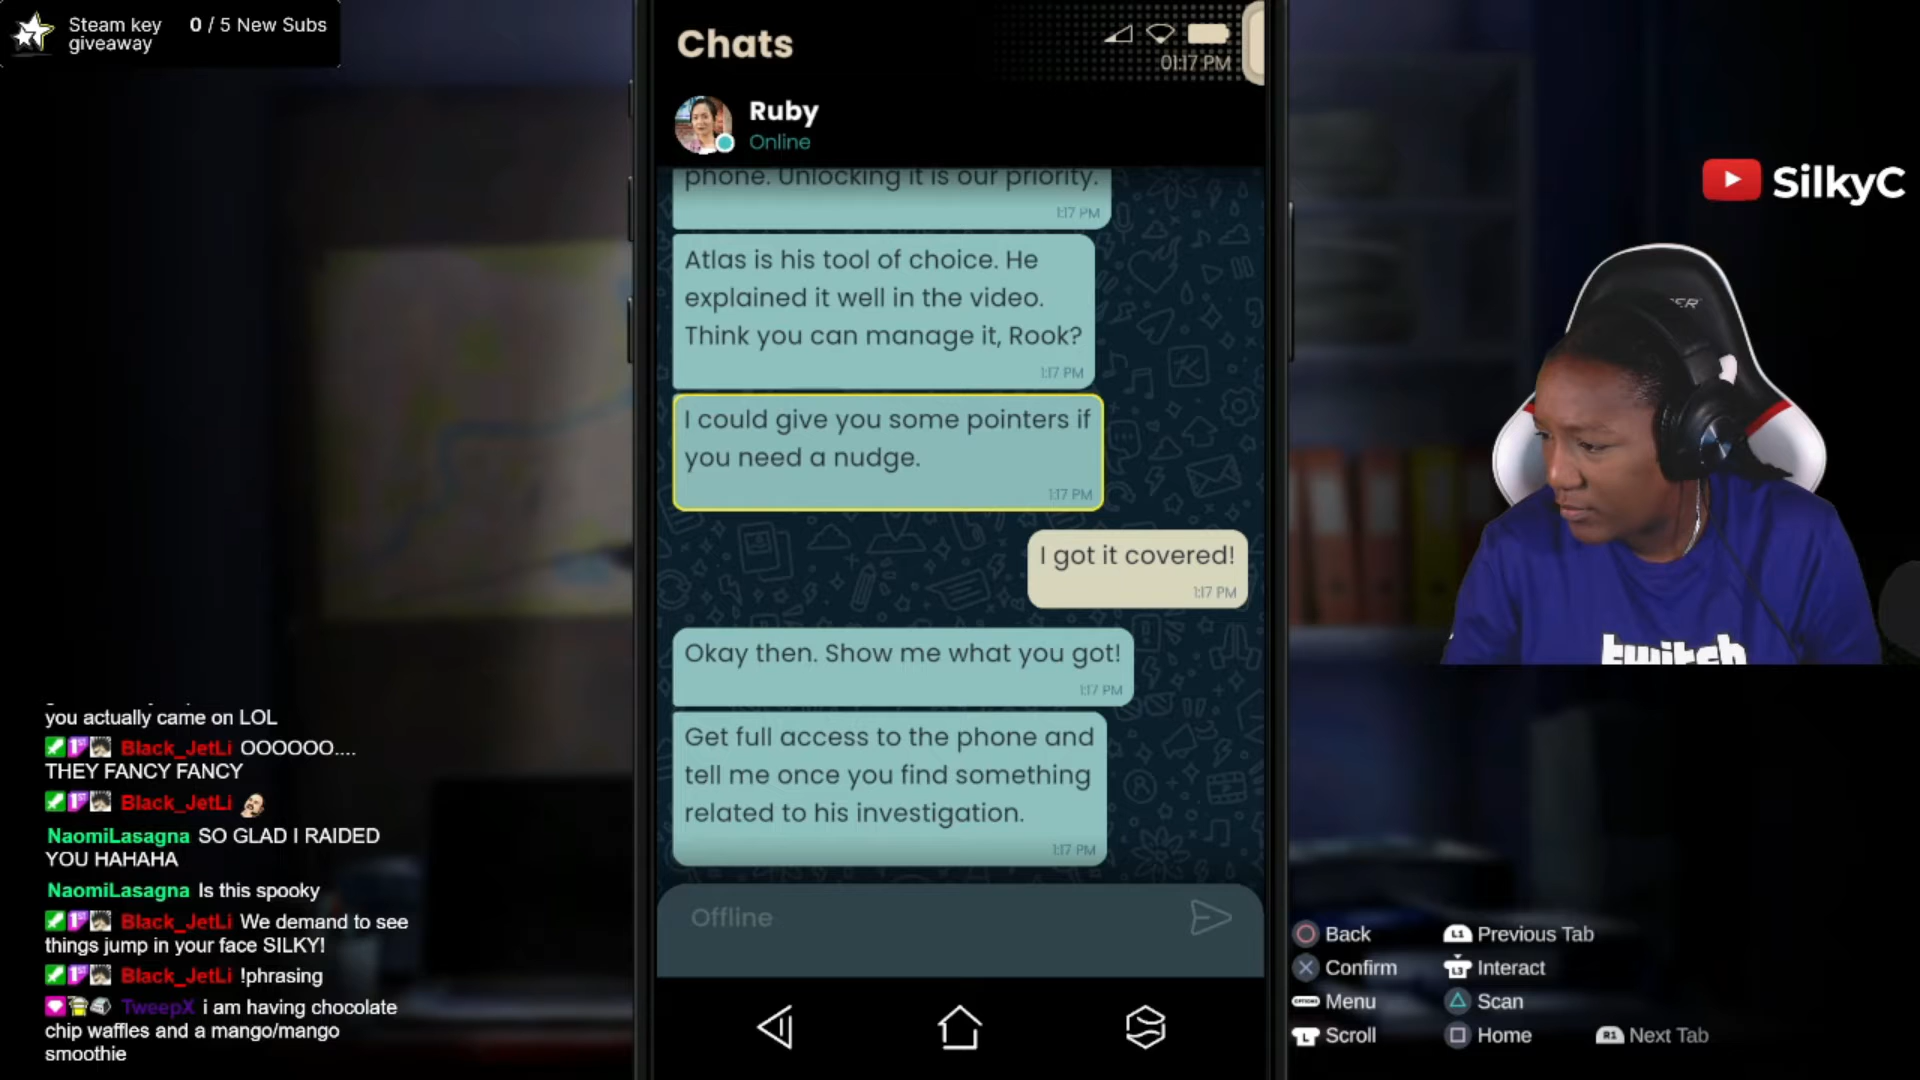 Steam key
giveaway
0 / 5 New Subs
Chats
01:17 PM
Ruby
Online
phone. Unlocking it is our priority.
1:17 PM
Atlas is his tool of choice. He
explained it well in the video.
Think you can manage it, Rook?
1:17 PM
I could give you some pointers if
you need a nudge.
1:17 PM
I got it covered!
1:17 PM
Okay then. Show me what you got!
1:17 PM
Get full access to the phone and
tell me once you find something
related to his investigation.
1:17 PM
Offline
SilkyC
twitch
you actually came on LOL
Black_JetLi OOOOOO....
THEY FANCY FANCY
Black_JetLi
NaomiLasagna SO GLAD I RAIDED
YOU HAHAHA
NaomiLasagna Is this spooky
Black_JetLi We demand to see
things jump in your face SILKY!
Black_JetLi !phrasing
TweepX i am having chocolate
chip waffles and a mango/mango
smoothie
Back
L1 Previous Tab
Confirm
L3 Interact
OPTIONS Menu
Scan
L Scroll
Home
R1 Next Tab